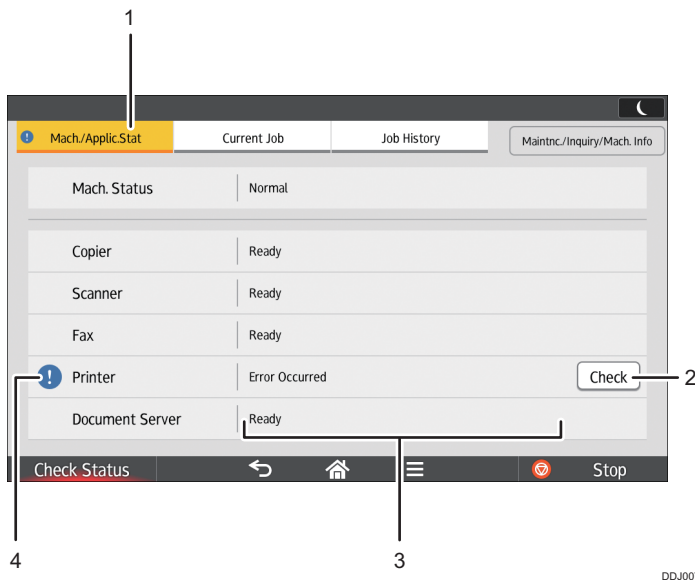 1
Mach./Applic.Stat
Current Job
Job History
Maintnc./Inquiry/Mach. Info
Mach. Status
Normal
Copier
Ready
Scanner
Ready
Fax
Ready
! Printer
Error Occurred
Check
2
Document Server
Ready
Check Status
Stop
4
3
DDJ00